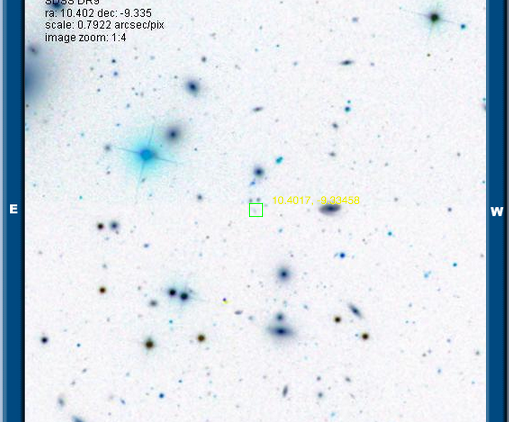 SDSS DR9
ra: 10.402 dec: -9.335
scale: 0.7922 arcsec/pix
image zoom: 1:4
10.4017, -9.33458
E
W